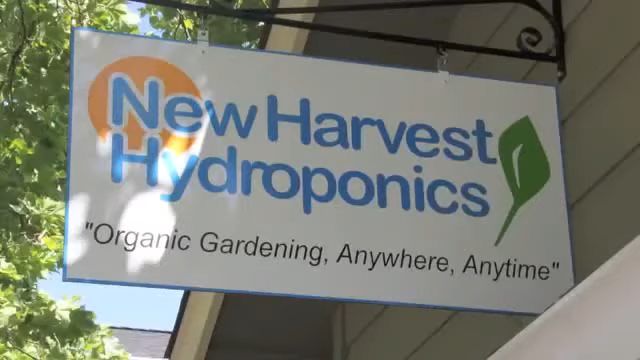 New Harvest
Hydroponics
"Organic Gardening, Anywhere, Anytime"